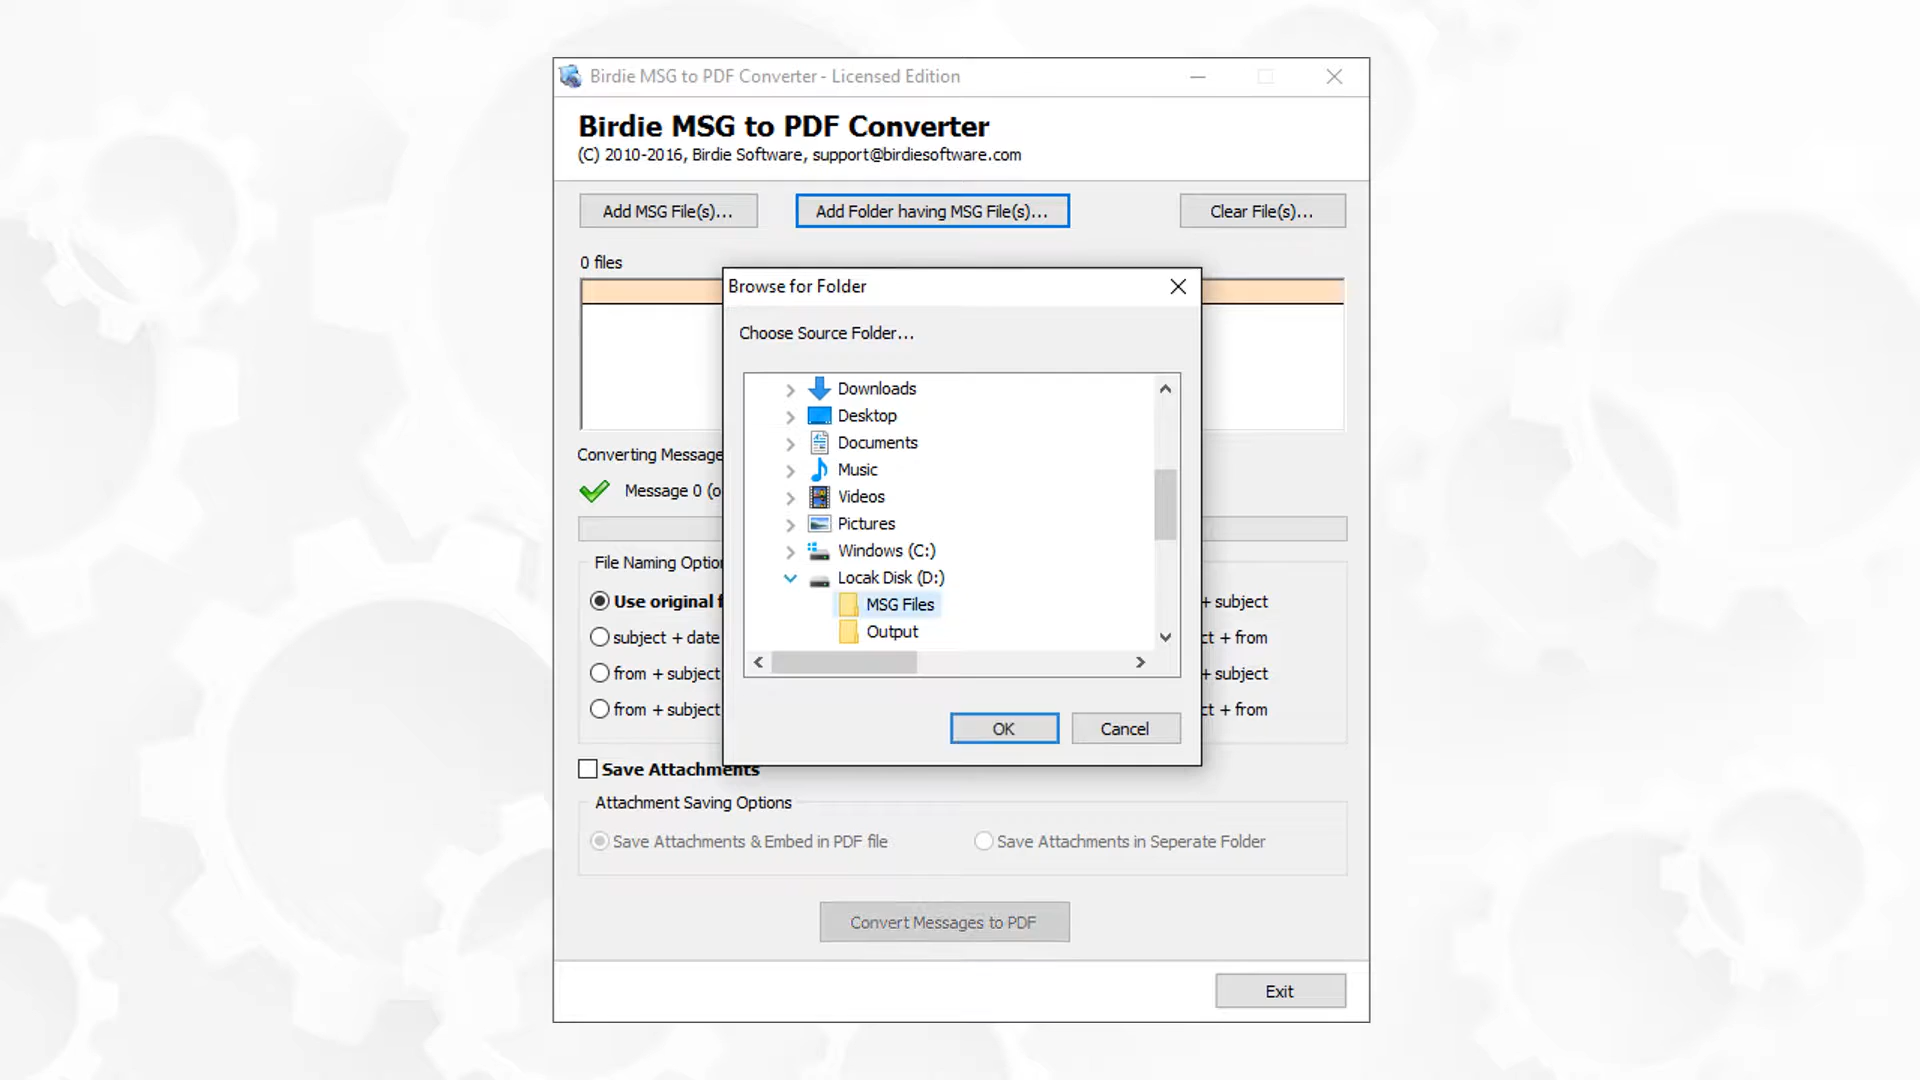 Birdie MSG to PDF Converter - Licensed Edition
Birdie MSG to PDF Converter
(C) 2010-2016, Birdie Software, support@birdiesoftware.com
Add MSG File(s)...
Add Folder having MSG File(s)...
Clear File(s)...
0 files
Browse for Folder
Choose Source Folder...
Downloads
Desktop
Documents
Music
Videos
Pictures
Windows (C:)
Locak Disk (D:)
MSG Files
Output
OK
Cancel
Converting Message
Message 0 (o
File Naming Option
Use original f
+ subject
subject + date
ct + from
from + subject
+ subject
from + subject
ct + from
Save Attachments
Attachment Saving Options
Save Attachments & Embed in PDF file
Save Attachments in Seperate Folder
Convert Messages to PDF
Exit